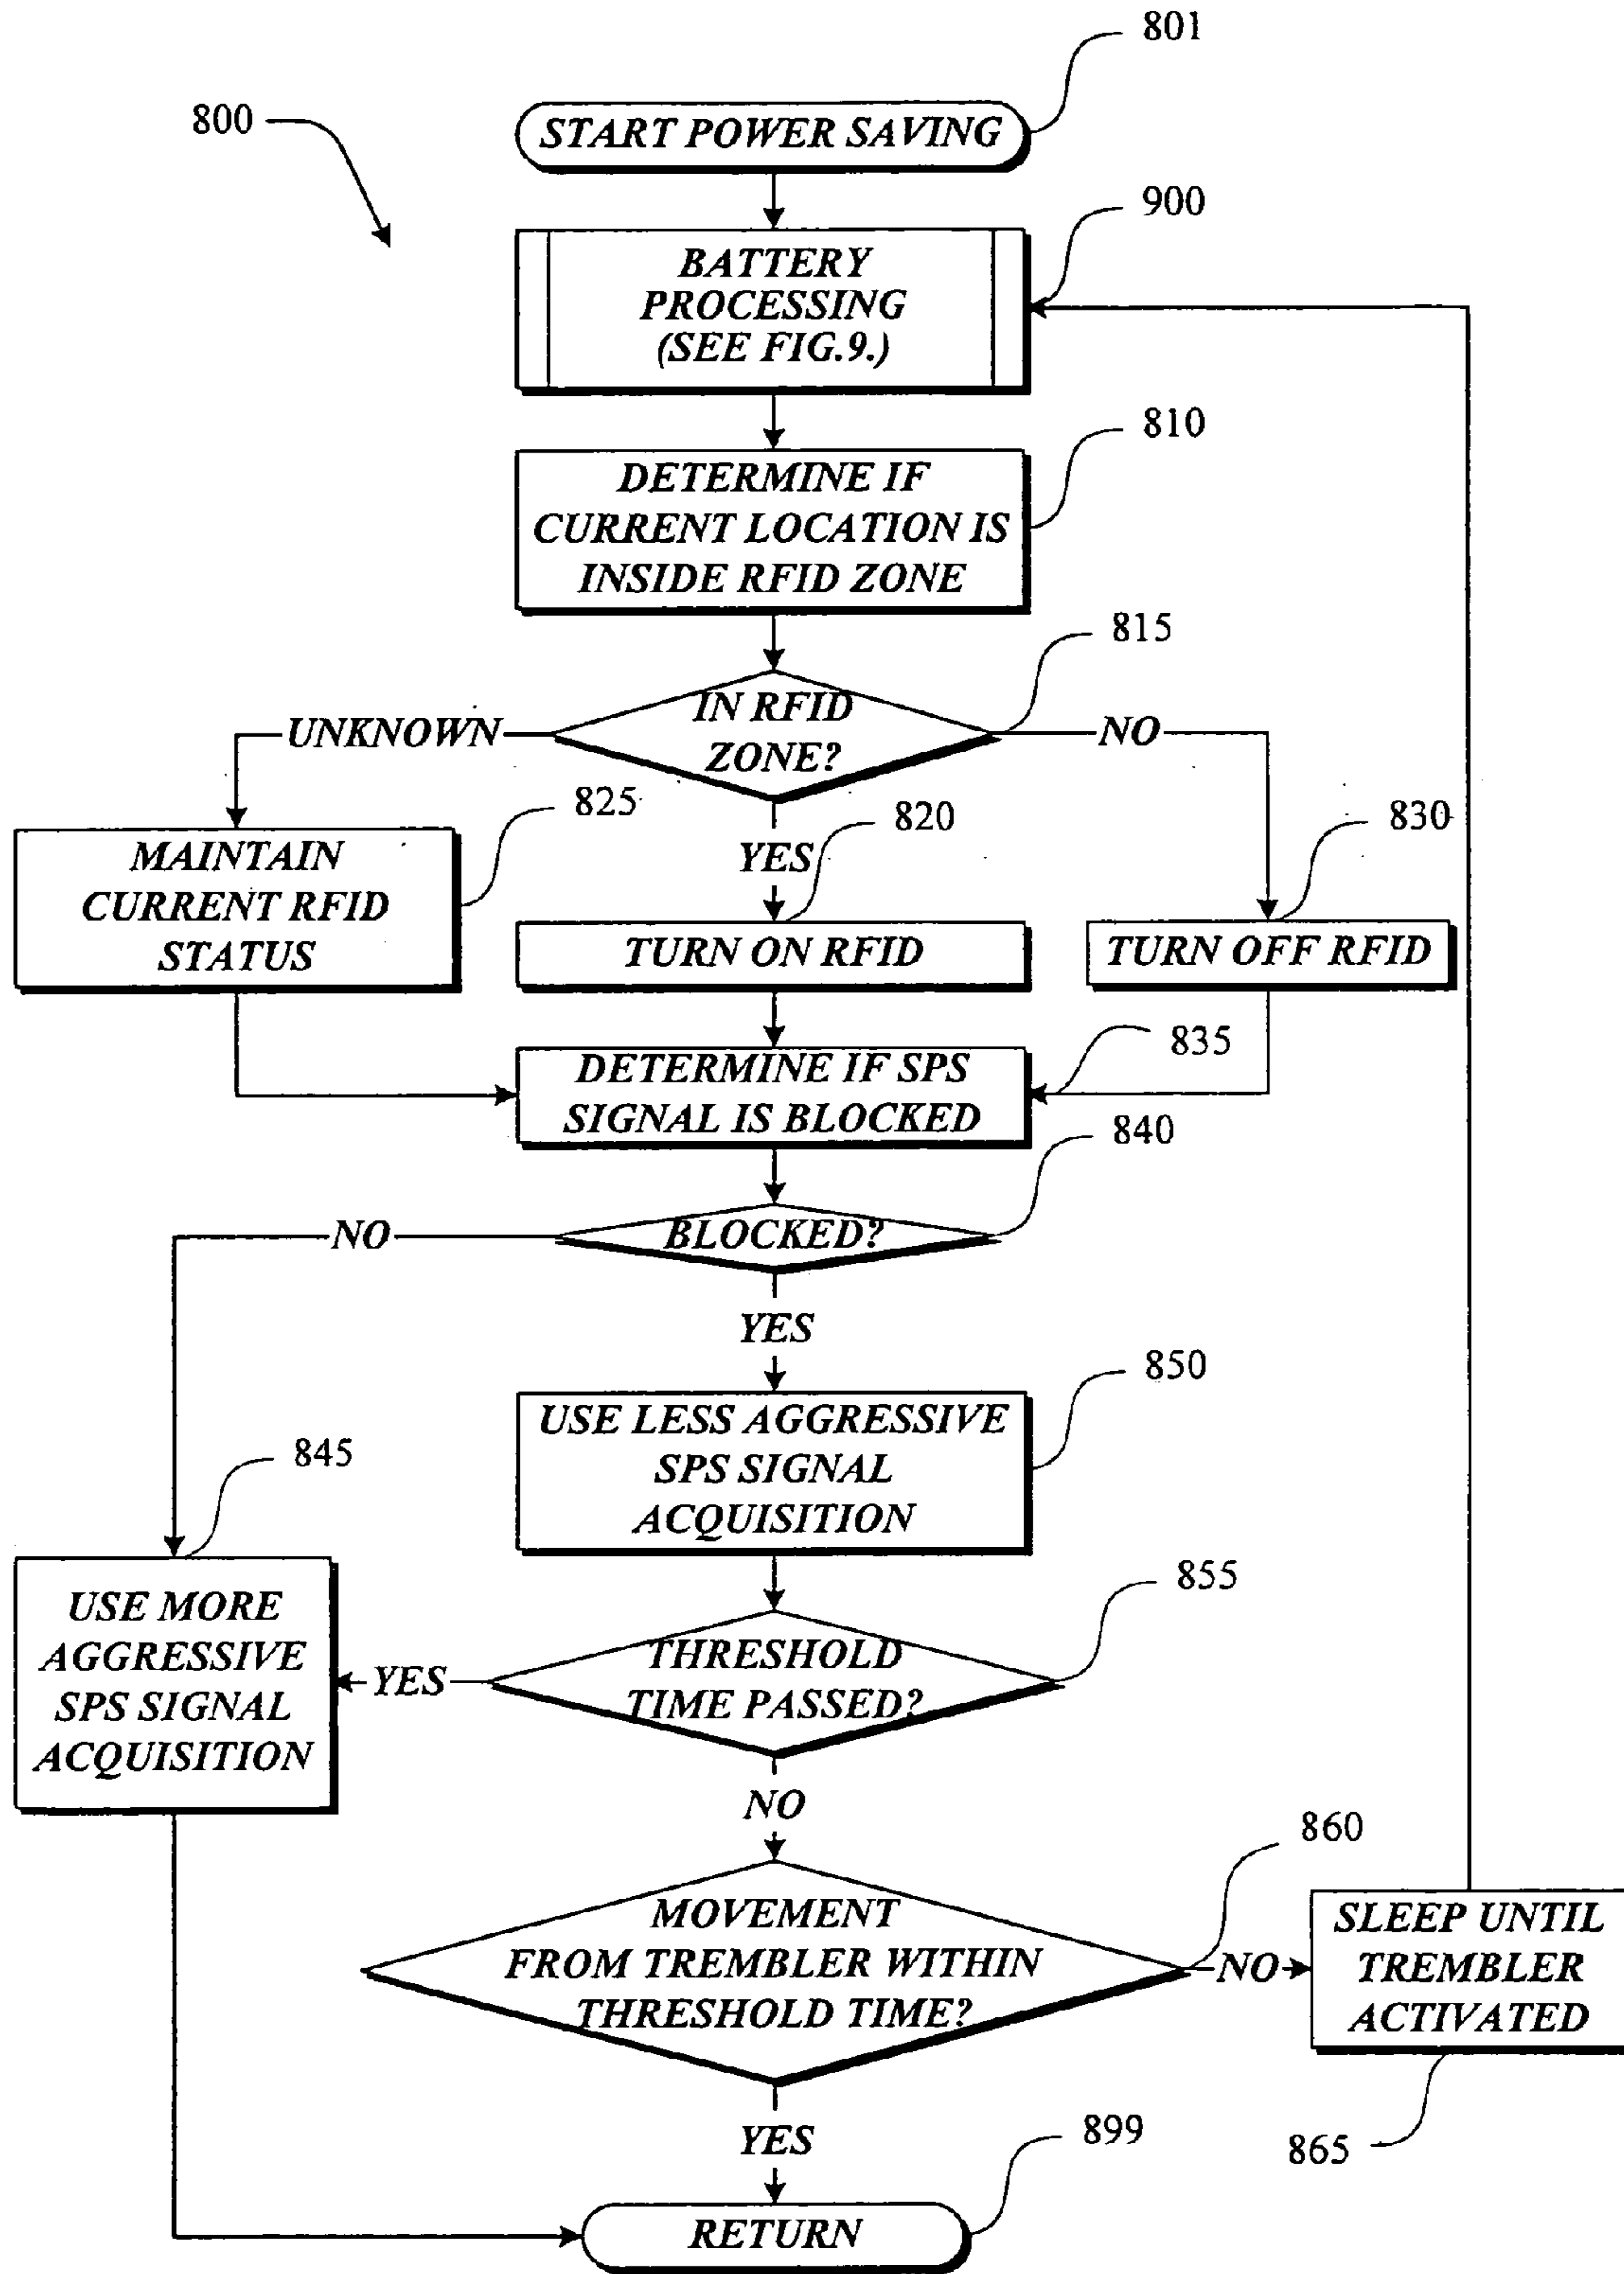 801
800
START POWER SAVING
900
BATTERY
PROCESSING
(SEE FIG.9.)
810
DETERMINE IF
CURRENT LOCATION IS
INSIDE RFID ZONE
815
IN RFID
ZONE?
UNKNOWN
NO
825
820
830
YES
MAINTAIN
CURRENT RFID
STATUS
TURN ON RFID
TURN OFF RFID
835
DETERMINE IF SPS
SIGNAL IS BLOCKED
840
NO
BLOCKED?
YES
850
USE LESS AGGRESSIVE
SPS SIGNAL
ACQUISITION
845
855
USE MORE
AGGRESSIVE
SPS SIGNAL
ACQUISITION
YES
THRESHOLD
TIME PASSED?
NO
860
MOVEMENT
FROM TREMBLER WITHIN
THRESHOLD TIME?
NO
SLEEP UNTIL
TREMBLER
ACTIVATED
YES
899
865
RETURN